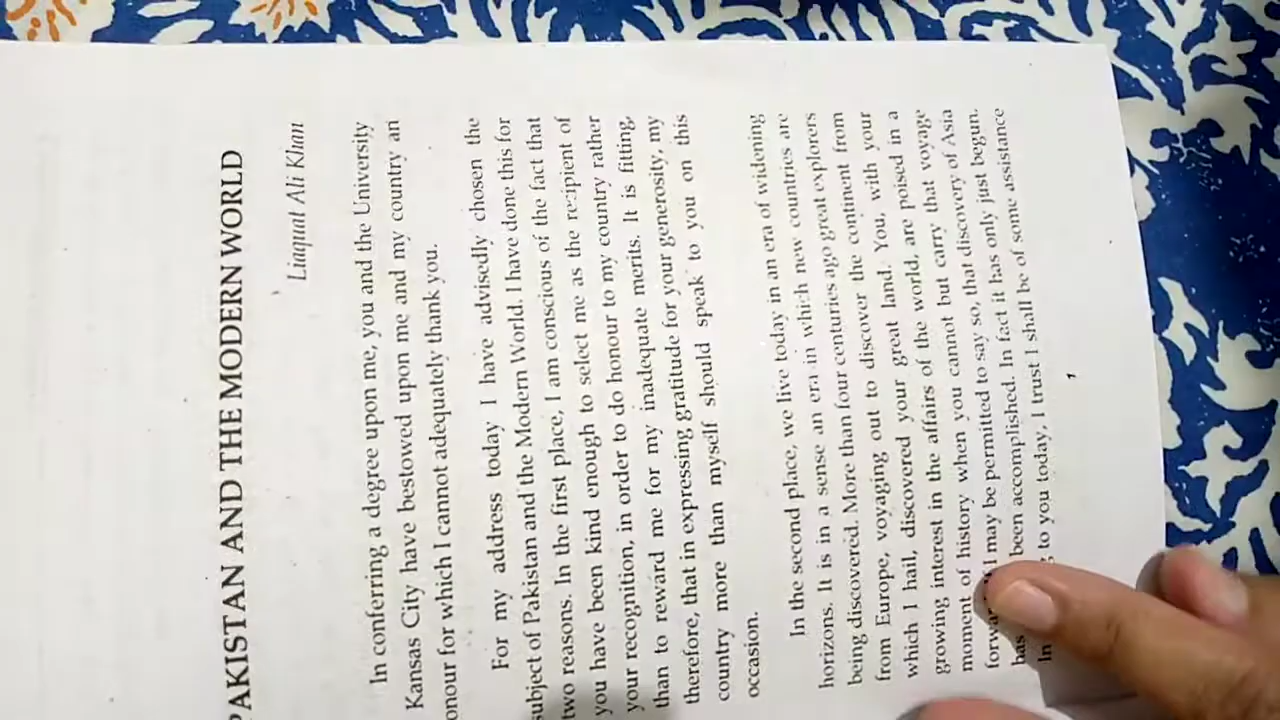 PAKISTAN AND THE MODERN WORLD
Liaquat Ali Khan
In conferring a degree upon me, you and the University
Kansas City have bestowed upon me and my country an
onour for which I cannot adequately thank you.
For my address today I have advisedly chosen the
subject of Pakistan and the Modern World. I have done this for
two reasons. In the first place, I am conscious of the fact that
you have been kind enough to select me as the recipient of
your recognition, in order to do honour to my country rather
than to reward me for my inadequate merits. It is fitting,
therefore, that in expressing gratitude for your generosity, my
country more than myself should speak to you on this
occasion.
In the second place, we live today in an era of widening
horizons. It is in a sense an era in which new countries are
being discovered. More than four centuries ago great explorers
from Europe, voyaging out to discover the continent from
which I hail, discovered your great land. You, with your
growing interest in the affairs of the world, are poised in a
moment of history when you cannot but carry that voyage
forward. I may be permitted to say so, that discovery of Asia
has been accomplished. In fact it has only just begun.
In to you today, I trust I shall be of some assistance
1